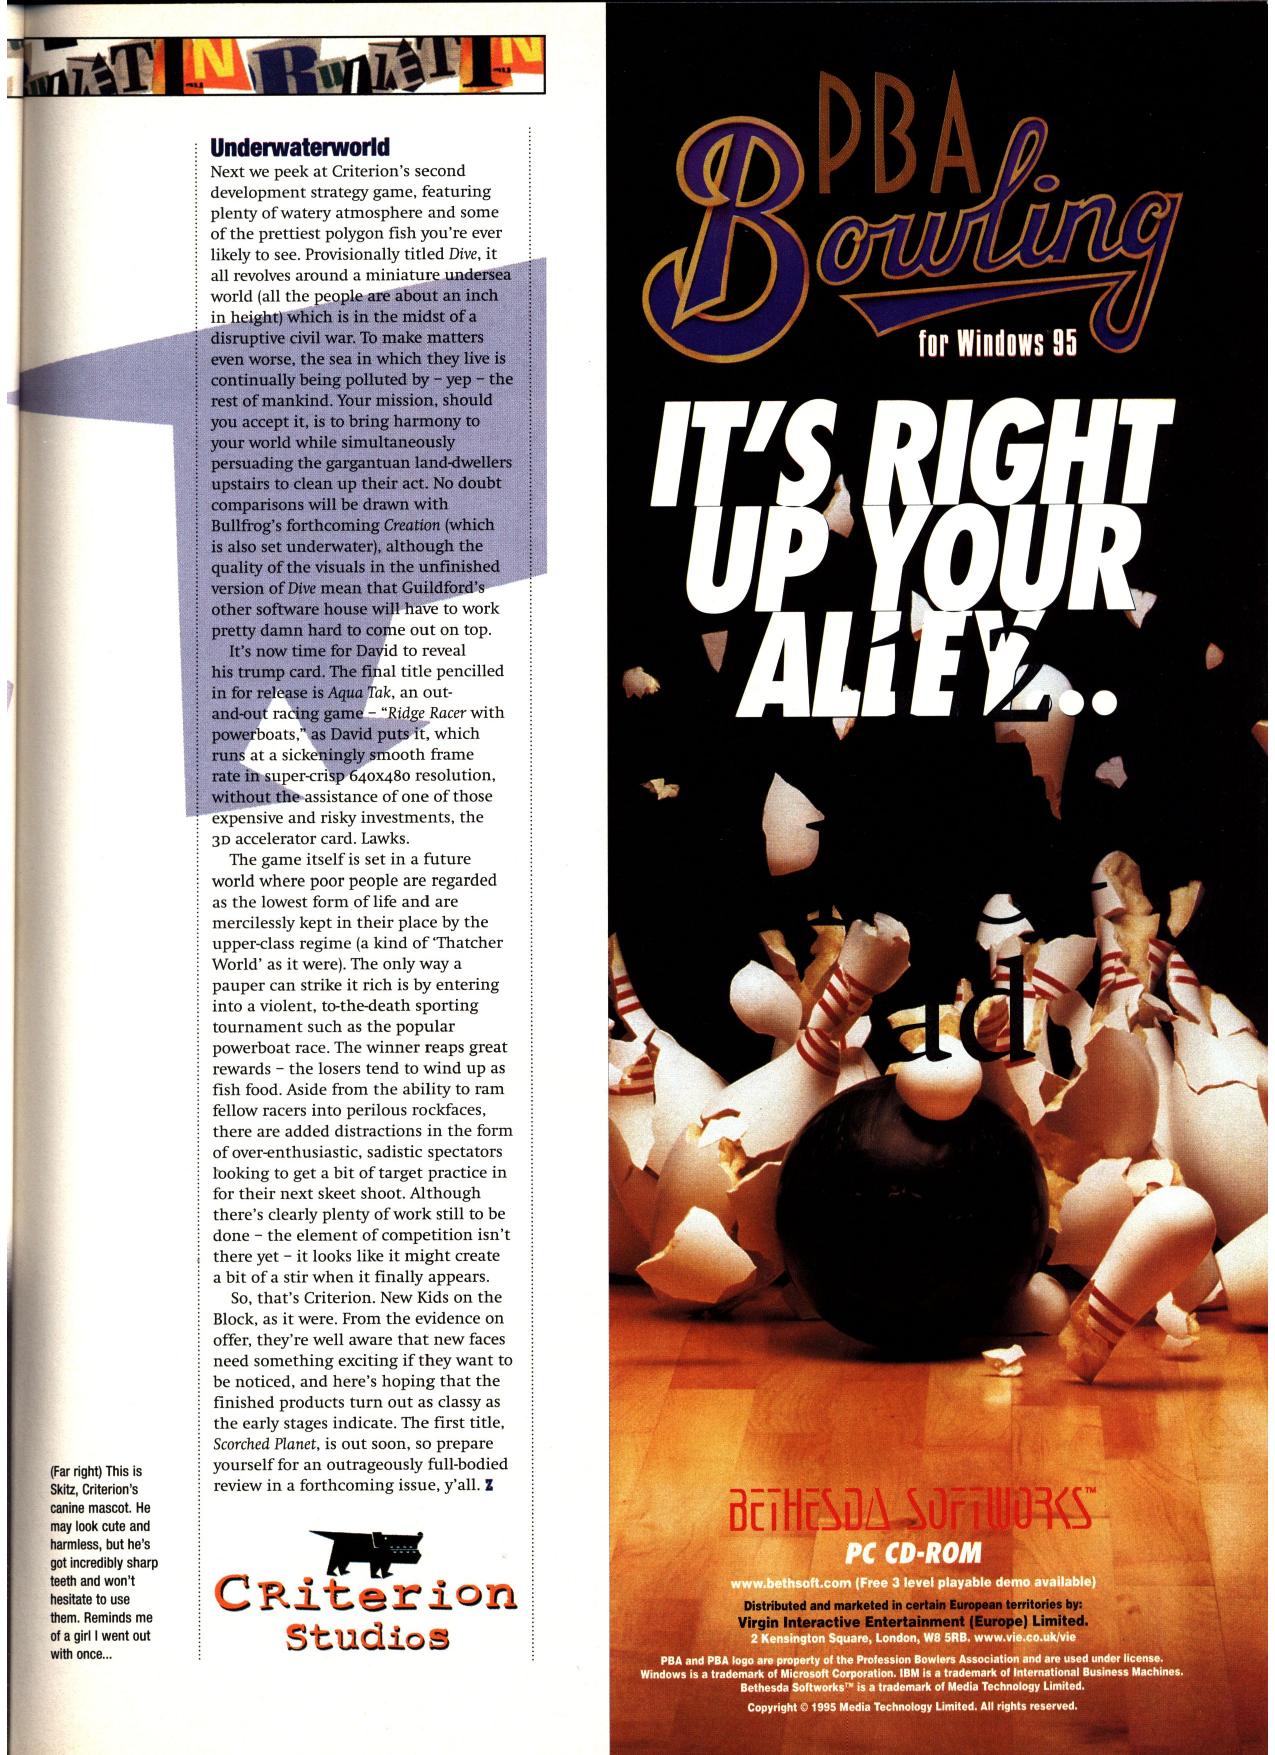 BULLETIN BULLETIN
Underwaterworld
Next we peek at Criterion's second
development strategy game, featuring
plenty of watery atmosphere and some
of the prettiest polygon fish you're ever
likely to see. Provisionally titled Dive, it
all revolves around a miniature undersea
world (all the people are about an inch
in height) which is in the midst of a
disruptive civil war. To make matters
even worse, the sea in which they live is
continually being polluted by – yep – the
rest of mankind. Your mission, should
you accept it, is to bring harmony to
your world while simultaneously
persuading the gargantuan land-dwellers
upstairs to clean up their act. No doubt
comparisons will be drawn with
Bullfrog's forthcoming Creation (which
is also set underwater), although the
quality of the visuals in the unfinished
version of Dive mean that Guildford's
other software house will have to work
pretty damn hard to come out on top.
It's now time for David to reveal
his trump card. The final title pencilled
in for release is Aqua Tak, an out-
and-out racing game – “Ridge Racer with
powerboats,” as David puts it, which
runs at a sickeningly smooth frame
rate in super-crisp 640x480 resolution,
without the assistance of one of those
expensive and risky investments, the
3D accelerator card. Lawks.
The game itself is set in a future
world where poor people are regarded
as the lowest form of life and are
mercilessly kept in their place by the
upper-class regime (a kind of ‘Thatcher
World’ as it were). The only way a
pauper can strike it rich is by entering
into a violent, to-the-death sporting
tournament such as the popular
powerboat race. The winner reaps great
rewards – the losers tend to wind up as
fish food. Aside from the ability to ram
fellow racers into perilous rockfaces,
there are added distractions in the form
of over-enthusiastic, sadistic spectators
looking to get a bit of target practice in
for their next skeet shoot. Although
there's clearly plenty of work still to be
done – the element of competition isn't
there yet – it looks like it might create
a bit of a stir when it finally appears.
So, that's Criterion. New Kids on the
Block, as it were. From the evidence on
offer, they're well aware that new faces
need something exciting if they want to
be noticed, and here's hoping that the
finished products turn out as classy as
the early stages indicate. The first title,
Scorched Planet, is out soon, so prepare
yourself for an outrageously full-bodied
review in a forthcoming issue, y'all. Z
(Far right) This is
Skitz, Criterion's
canine mascot. He
may look cute and
harmless, but he's
got incredibly sharp
teeth and won't
hesitate to use
them. Reminds me
of a girl I went out
with once...
Criterion
Studios
PBA
Bowling
for Windows 95
IT'S RIGHT
UP YOUR
ALLEY...
2
ad
BETHESDA SOFTWORKS™
PC CD-ROM
www.bethsoft.com (Free 3 level playable demo available)
Distributed and marketed in certain European territories by:
Virgin Interactive Entertainment (Europe) Limited.
2 Kensington Square, London, W8 5RB. www.vie.co.uk/vie
PBA and PBA logo are property of the Profession Bowlers Association and are used under license.
Windows is a trademark of Microsoft Corporation. IBM is a trademark of International Business Machines.
Bethesda Softworks™ is a trademark of Media Technology Limited.
Copyright © 1995 Media Technology Limited. All rights reserved.